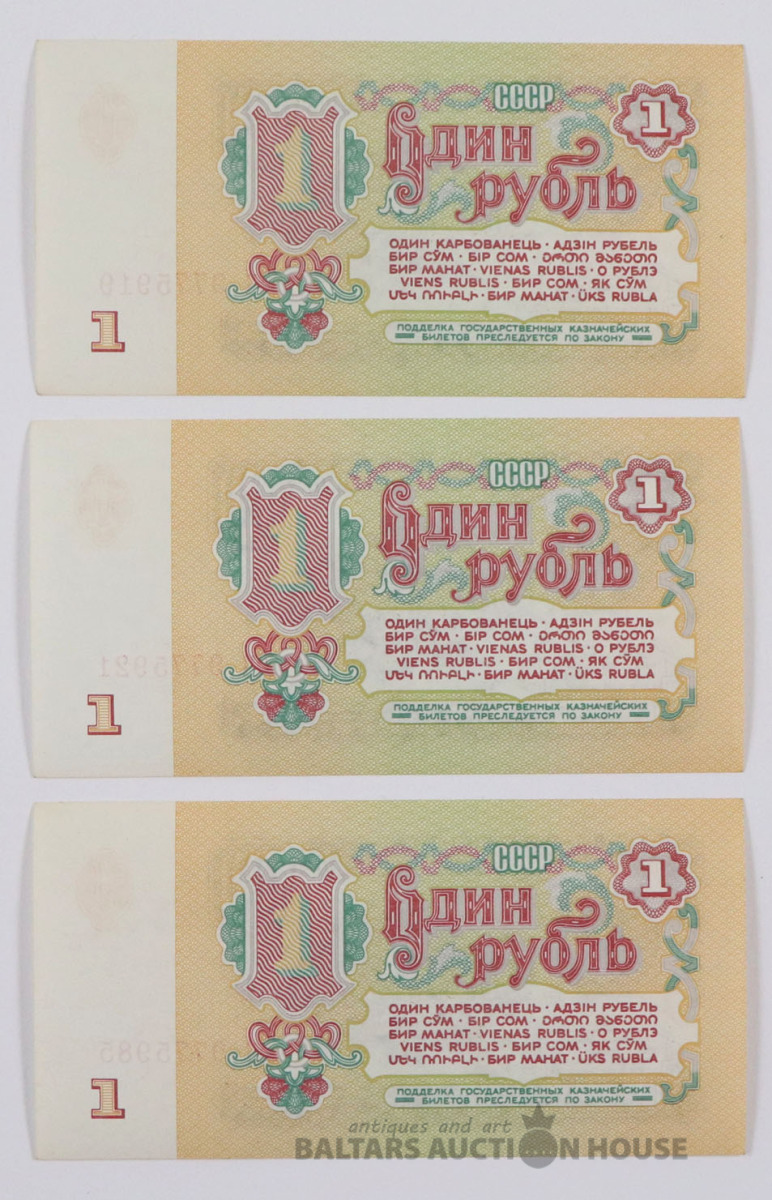 СССР
1
1
Один
рубль
ОДИН КАРБОВАНЕЦЬ · АДЗІН РУБЕЛЬ
БИР СЎМ · БІР СОМ · ᲔᲠᲗᲘ ᲛᲐᲜᲔᲗᲘ
БИР МАНАТ · VIENAS RUBLIS · О РУБЛЭ
VIENS RUBLIS · БИР СОМ · ЯК СӮМ
ՄԵԿ ՌՈՒԲԼԻ · БИР МАНАТ · ÜKS RUBLA
1
ПОДДЕЛКА ГОСУДАРСТВЕННЫХ КАЗНАЧЕЙСКИХ
БИЛЕТОВ ПРЕСЛЕДУЕТСЯ ПО ЗАКОНУ
СССР
1
1
Один
рубль
ОДИН КАРБОВАНЕЦЬ · АДЗІН РУБЕЛЬ
БИР СЎМ · БІР СОМ · ᲔᲠᲗᲘ ᲛᲐᲜᲔᲗᲘ
БИР МАНАТ · VIENAS RUBLIS · О РУБЛЭ
VIENS RUBLIS · БИР СОМ · ЯК СӮМ
ՄԵԿ ՌՈՒԲԼԻ · БИР МАНАТ · ÜKS RUBLA
1
ПОДДЕЛКА ГОСУДАРСТВЕННЫХ КАЗНАЧЕЙСКИХ
БИЛЕТОВ ПРЕСЛЕДУЕТСЯ ПО ЗАКОНУ
СССР
1
1
Один
рубль
ОДИН КАРБОВАНЕЦЬ · АДЗІН РУБЕЛЬ
БИР СЎМ · БІР СОМ · ᲔᲠᲗᲘ ᲛᲐᲜᲔᲗᲘ
БИР МАНАТ · VIENAS RUBLIS · О РУБЛЭ
VIENS RUBLIS · БИР СОМ · ЯК СӮМ
ՄԵԿ ՌՈՒԲԼԻ · БИР МАНАТ · ÜKS RUBLA
1
ПОДДЕЛКА ГОСУДАРСТВЕННЫХ КАЗНАЧЕЙСКИХ
БИЛЕТОВ ПРЕСЛЕДУЕТСЯ ПО ЗАКОНУ
antiques and art
BALTARS AUCTION HOUSE